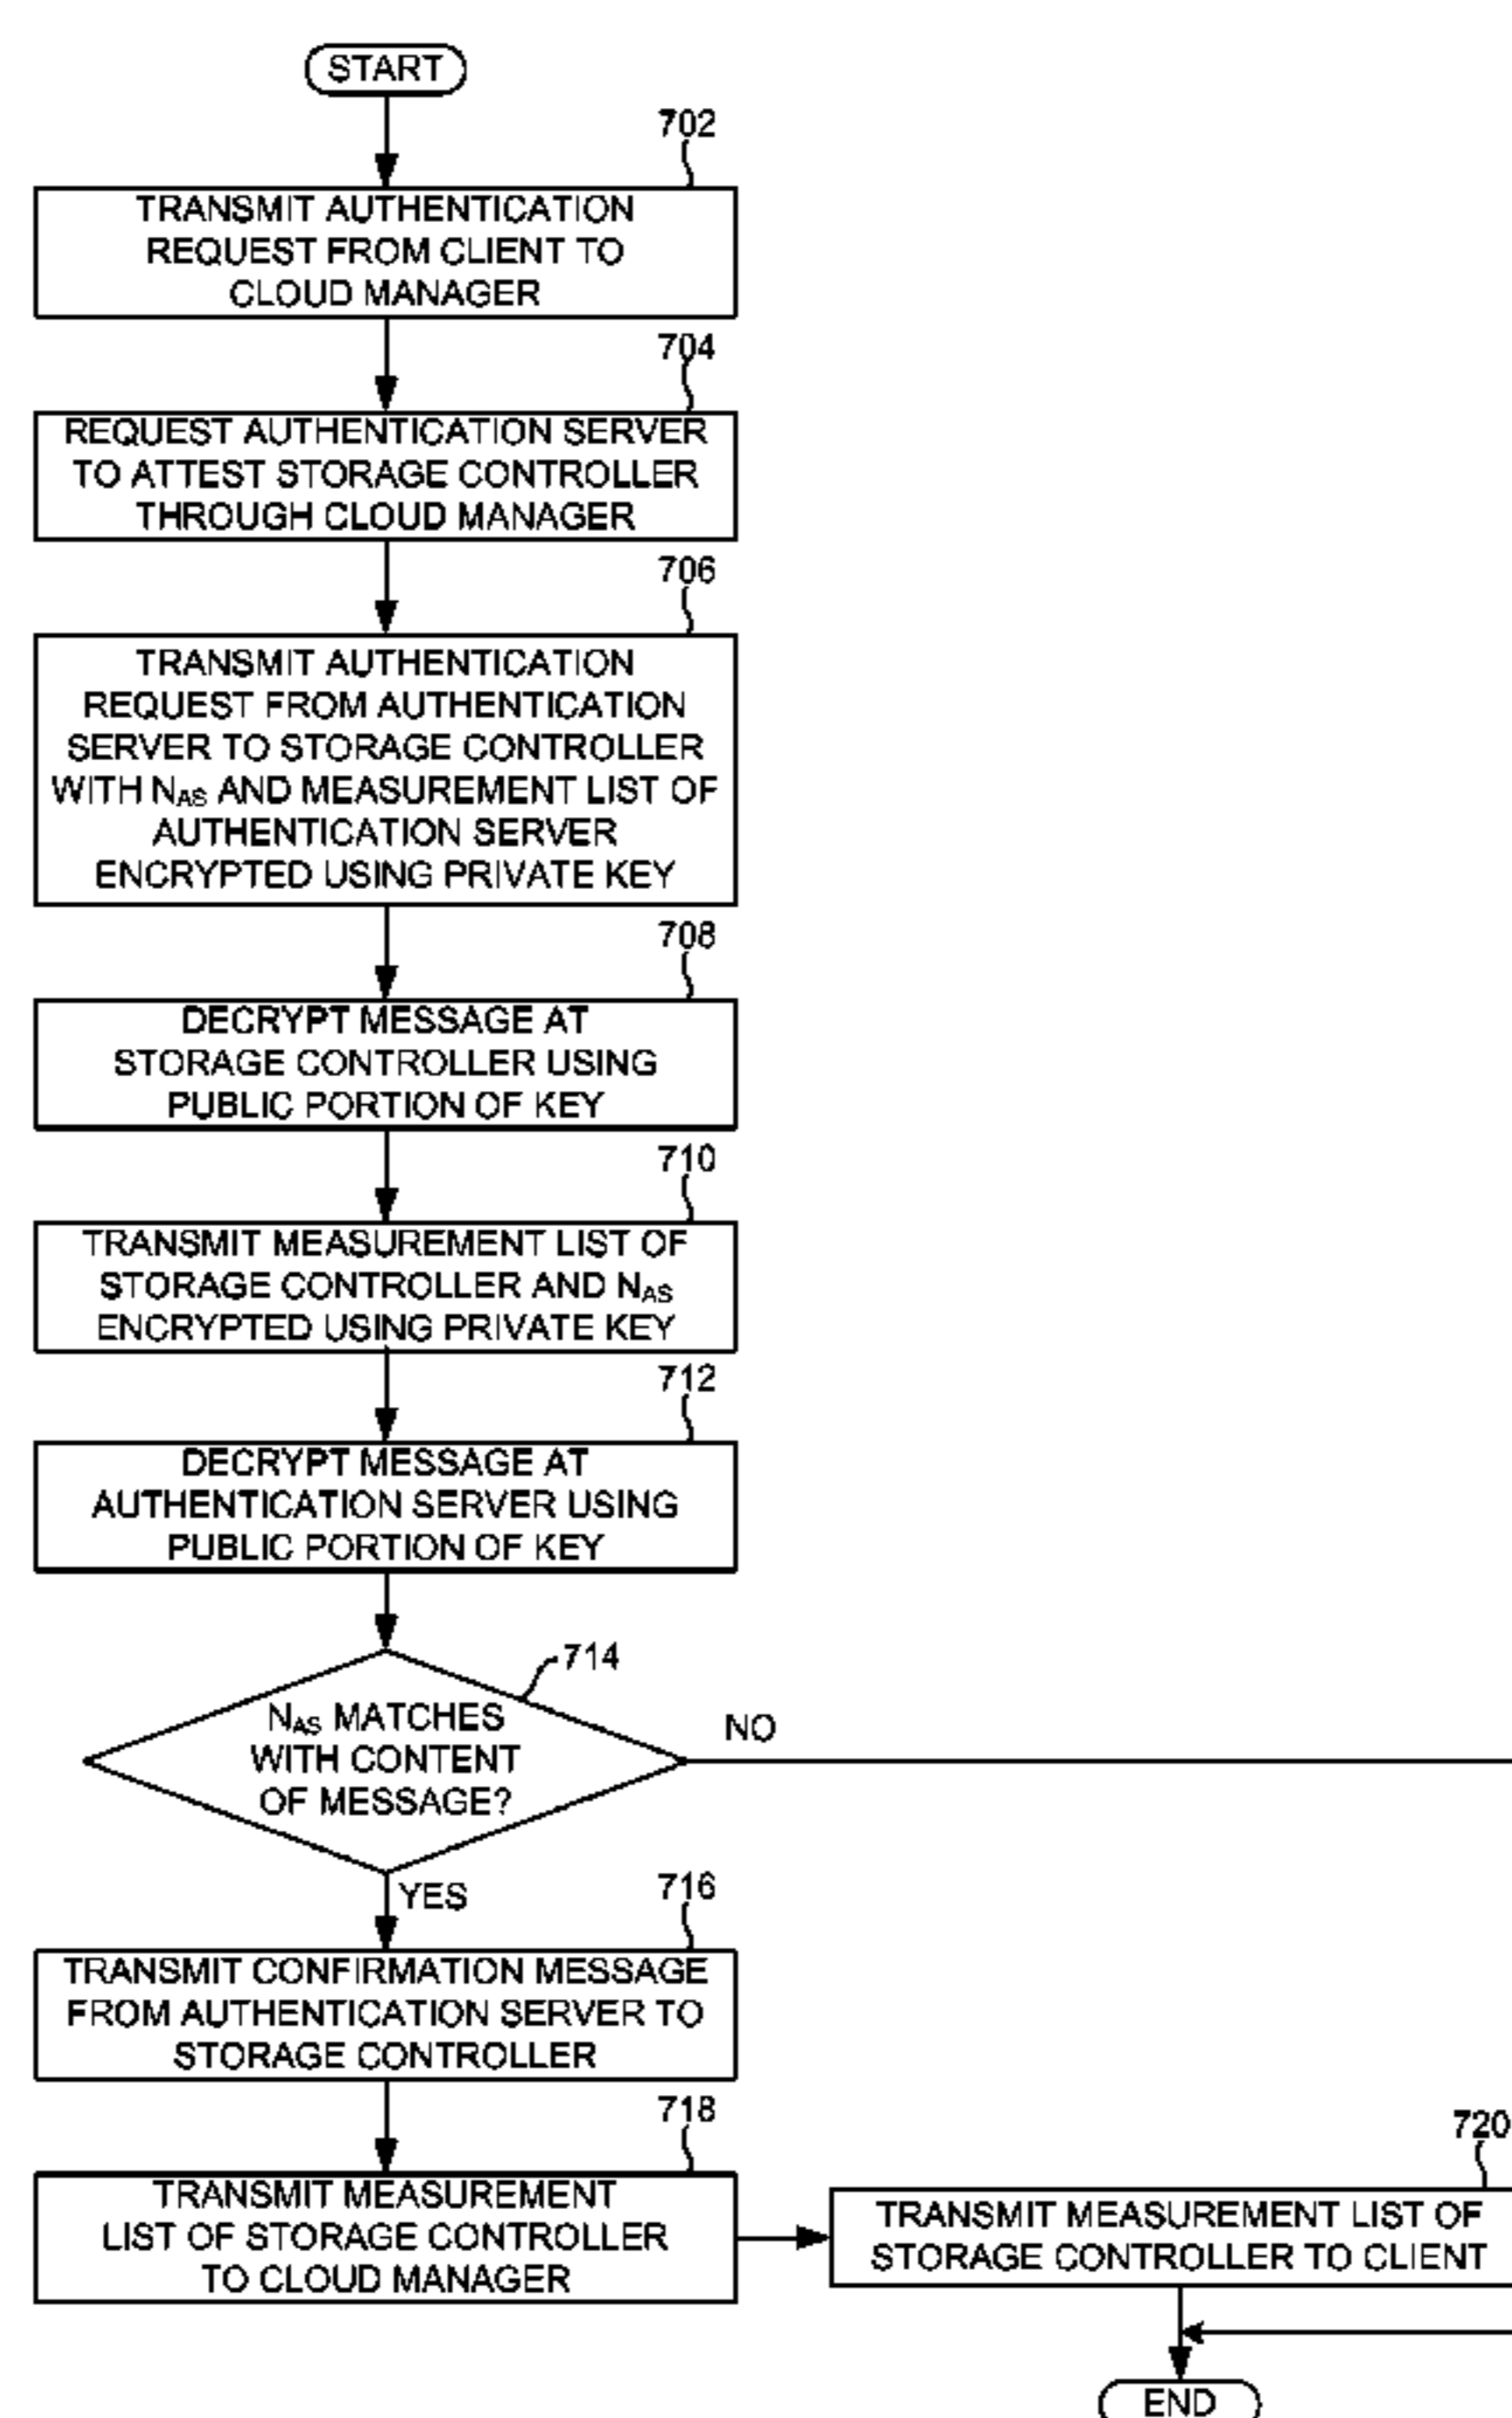 START
702
TRANSMIT AUTHENTICATION
REQUEST FROM CLIENT TO
CLOUD MANAGER
704
REQUEST AUTHENTICATION SERVER
TO ATTEST STORAGE CONTROLLER
THROUGH CLOUD MANAGER
706
TRANSMIT AUTHENTICATION
REQUEST FROM AUTHENTICATION
SERVER TO STORAGE CONTROLLER
WITH NAS AND MEASUREMENT LIST OF
AUTHENTICATION SERVER
ENCRYPTED USING PRIVATE KEY
708
DECRYPT MESSAGE AT
STORAGE CONTROLLER USING
PUBLIC PORTION OF KEY
710
TRANSMIT MEASUREMENT LIST OF
STORAGE CONTROLLER AND NAS
ENCRYPTED USING PRIVATE KEY
712
DECRYPT MESSAGE AT
AUTHENTICATION SERVER USING
PUBLIC PORTION OF KEY
714
NAS MATCHES
WITH CONTENT
OF MESSAGE?
NO
YES
716
TRANSMIT CONFIRMATION MESSAGE
FROM AUTHENTICATION SERVER TO
STORAGE CONTROLLER
718
TRANSMIT MEASUREMENT
LIST OF STORAGE CONTROLLER
TO CLOUD MANAGER
720
TRANSMIT MEASUREMENT LIST OF
STORAGE CONTROLLER TO CLIENT
END